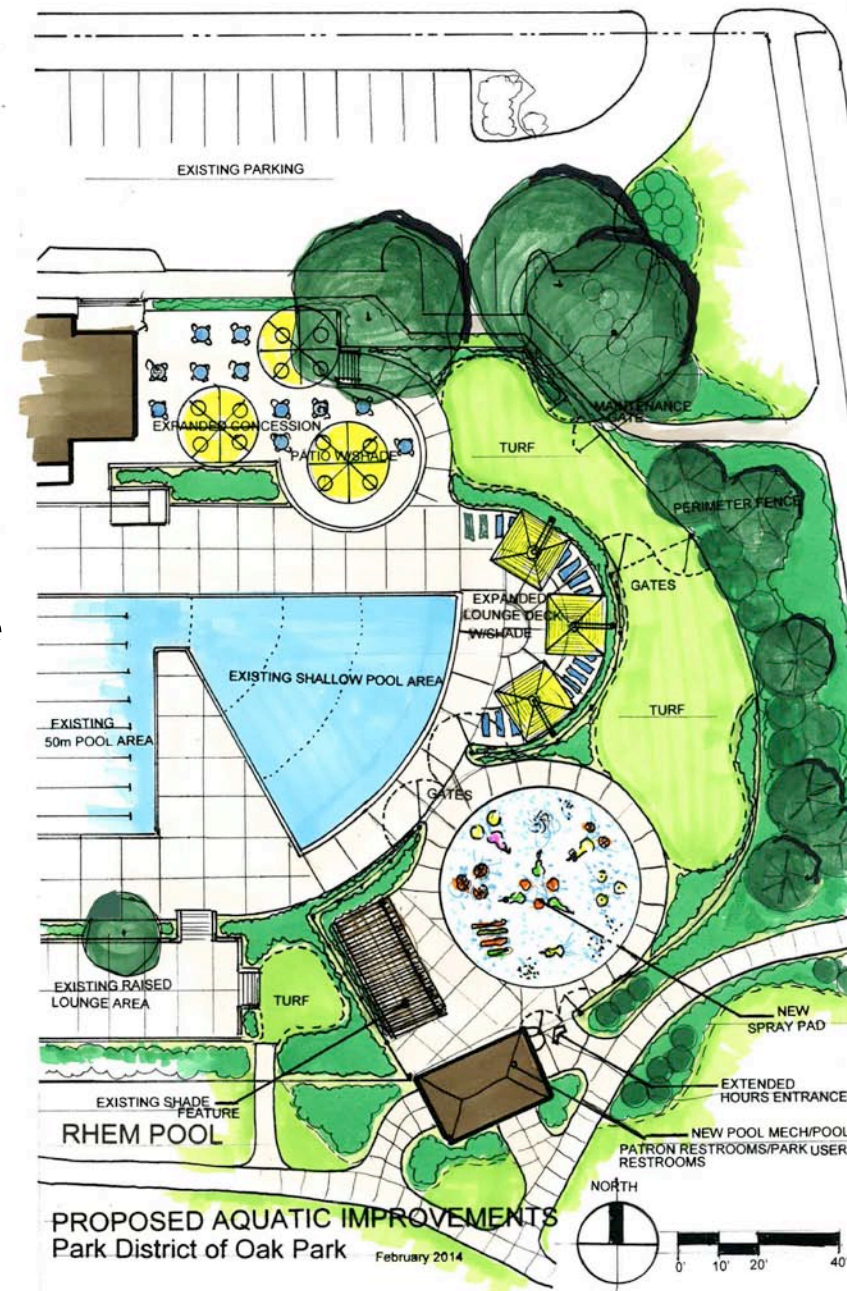 EXISTING PARKING
MAINTENANCE
GATE
EXPANDED CONCESSION
PATIO W/SHADE
TURF
PERIMETER FENCE
GATES
EXPANDED
LOUNGE DECK
W/SHADE
EXISTING SHALLOW POOL AREA
EXISTING
50m POOL AREA
TURF
GATES
EXISTING RAISED
LOUNGE AREA
TURF
NEW
SPRAY PAD
EXISTING SHADE
FEATURE
EXTENDED
HOURS ENTRANCE
RHEM POOL
NEW POOL MECH/POOL
PATRON RESTROOMS/PARK USER
RESTROOMS
NORTH
PROPOSED AQUATIC IMPROVEMENTS
Park District of Oak Park
February 2014
0' 10' 20' 40'